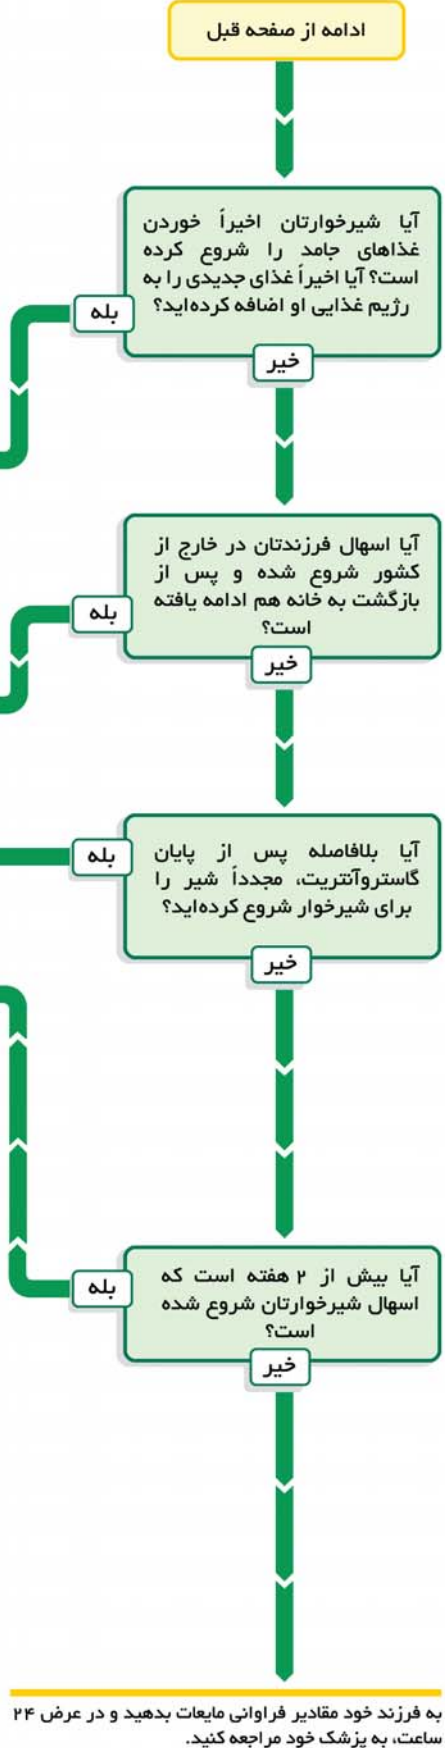 ادامه از صفحه قبل
آیا شیرخوارتان اخیراً خوردن
غذاهای جامد را شروع کرده
است؟ آیا اخیراً غذای جدیدی را به
رژیم غذایی او اضافه کرده‌اید؟
بله
خیر
آیا اسهال فرزندتان در خارج از
کشور شروع شده و پس از
بازگشت به خانه هم ادامه یافته
است؟
بله
خیر
آیا بلافاصله پس از پایان
گاستروآنتریت، مجدداً شیر را
برای شیرخوار شروع کرده‌اید؟
بله
خیر
آیا بیش از ۲ هفته است که
اسهال شیرخوارتان شروع شده
است؟
بله
خیر
به فرزند خود مقادیر فراوانی مایعات بدهید و در عرض ۲۴
ساعت، به پزشک خود مراجعه کنید.